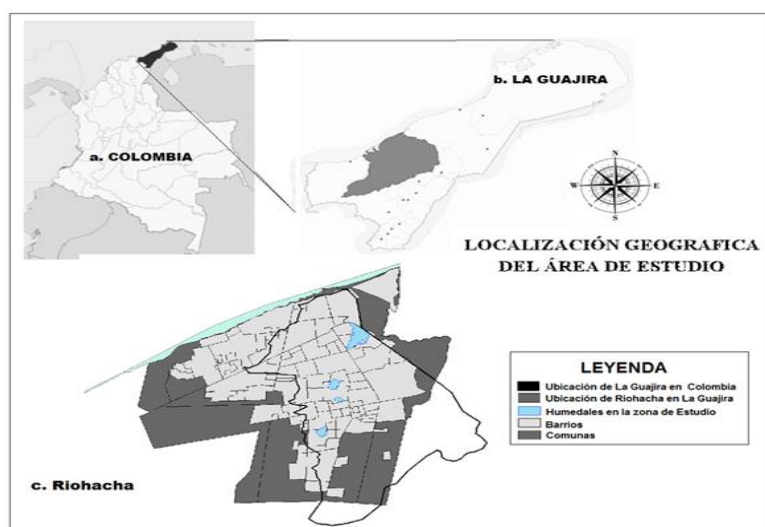 a. COLOMBIA
b. LA GUAJIRA
N
W
E
S
LOCALIZACIÓN GEOGRAFICA
DEL ÁREA DE ESTUDIO
LEYENDA
Ubicación de La Guajira en Colombia
Ubicación de Riohacha en La Guajira
Humedales en la zona de Estudio
Barrios
Comunas
c. Riohacha